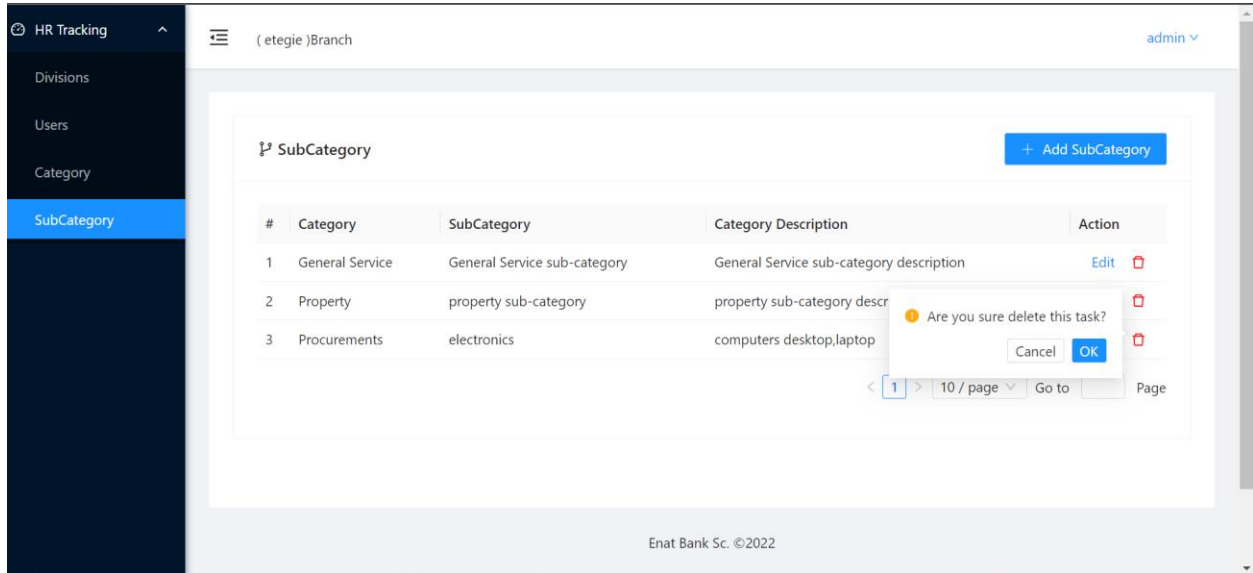 HR Tracking
Divisions
Users
Category
SubCategory
( etegie )Branch
admin
SubCategory
+ Add SubCategory
# Category SubCategory Category Description Action
1 General Service General Service sub-category General Service sub-category description Edit
2 Property property sub-category property sub-category descr
3 Procurements electronics computers desktop,laptop
Are you sure delete this task?
Cancel OK
< 1 > 10 / page Go to Page
Enat Bank Sc. ©2022